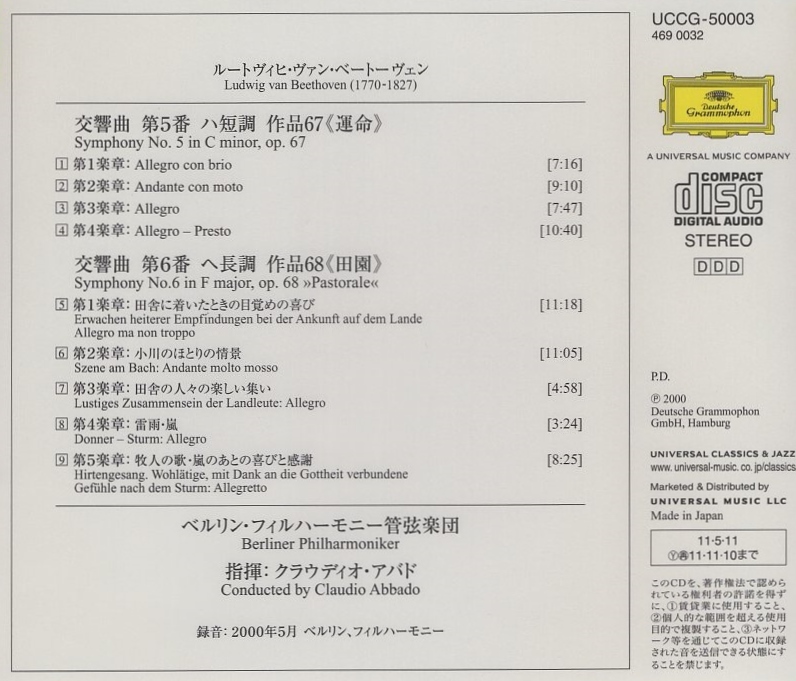 ルートヴィヒ・ヴァン・ベートーヴェン
Ludwig van Beethoven (1770-1827)
交響曲 第5番 ハ短調 作品67《運命》
Symphony No. 5 in C minor, op. 67
1 第1楽章: Allegro con brio [7:16]
2 第2楽章: Andante con moto [9:10]
3 第3楽章: Allegro [7:47]
4 第4楽章: Allegro – Presto [10:40]
交響曲 第6番 ヘ長調 作品68《田園》
Symphony No.6 in F major, op. 68 »Pastorale«
5 第1楽章: 田舎に着いたときの目覚めの喜び [11:18]
Erwachen heiterer Empfindungen bei der Ankunft auf dem Lande
Allegro ma non troppo
6 第2楽章: 小川のほとりの情景 [11:05]
Szene am Bach: Andante molto mosso
7 第3楽章: 田舎の人々の楽しい集い [4:58]
Lustiges Zusammensein der Landleute: Allegro
8 第4楽章: 雷雨・嵐 [3:24]
Donner – Sturm: Allegro
9 第5楽章: 牧人の歌・嵐のあとの喜びと感謝 [8:25]
Hirtengesang. Wohlätige, mit Dank an die Gottheit verbundene
Gefühle nach dem Sturm: Allegretto
ベルリン・フィルハーモニー管弦楽団
Berliner Philharmoniker
指揮: クラウディオ・アバド
Conducted by Claudio Abbado
録音: 2000年5月 ベルリン、フィルハーモニー
UCCG-50003
469 0032
Deutsche
Grammophon
A UNIVERSAL MUSIC COMPANY
COMPACT
disc
DIGITAL AUDIO
STEREO
DDD
P.D.
℗ 2000
Deutsche Grammophon
GmbH, Hamburg
UNIVERSAL CLASSICS & JAZZ
www.universal-music.co.jp/classics
Marketed & Distributed by
UNIVERSAL MUSIC LLC
Made in Japan
11・5・11
Ⓨ㊢11・11・10まで
このCDを、著作権法で認めら
れている権利者の許諾を得ず
に、①賃貸業に使用すること、
②個人的な範囲を超える使用
目的で複製すること、③ネットワ
ーク等を通じてこのCDに収録
された音を送信できる状態にす
ることを禁じます。